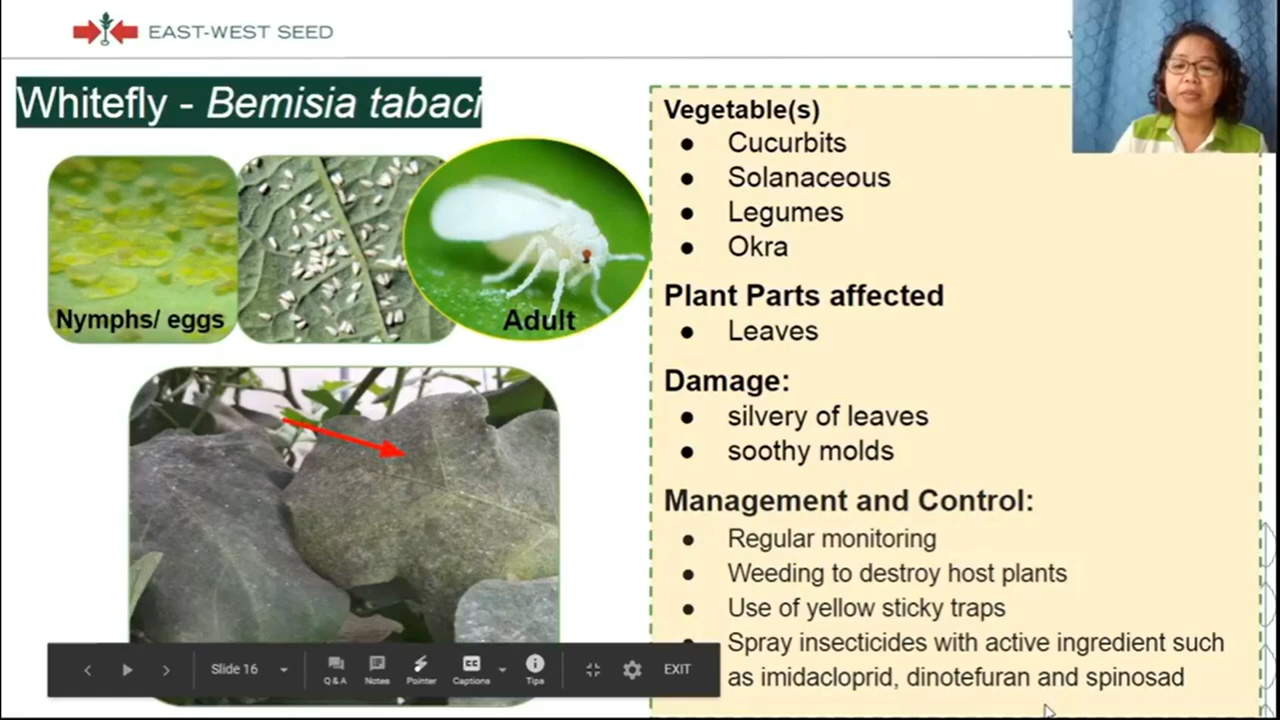 EAST-WEST SEED
Whitefly - Bemisia tabaci
Nymphs/ eggs
Adult
Vegetable(s)
● Cucurbits
● Solanaceous
● Legumes
● Okra
Plant Parts affected
● Leaves
Damage:
● silvery of leaves
● soothy molds
Management and Control:
● Regular monitoring
● Weeding to destroy host plants
● Use of yellow sticky traps
● Spray insecticides with active ingredient such
as imidacloprid, dinotefuran and spinosad
Slide 16
Q & A
Notes
Pointer
CC
Captions
Tips
EXIT